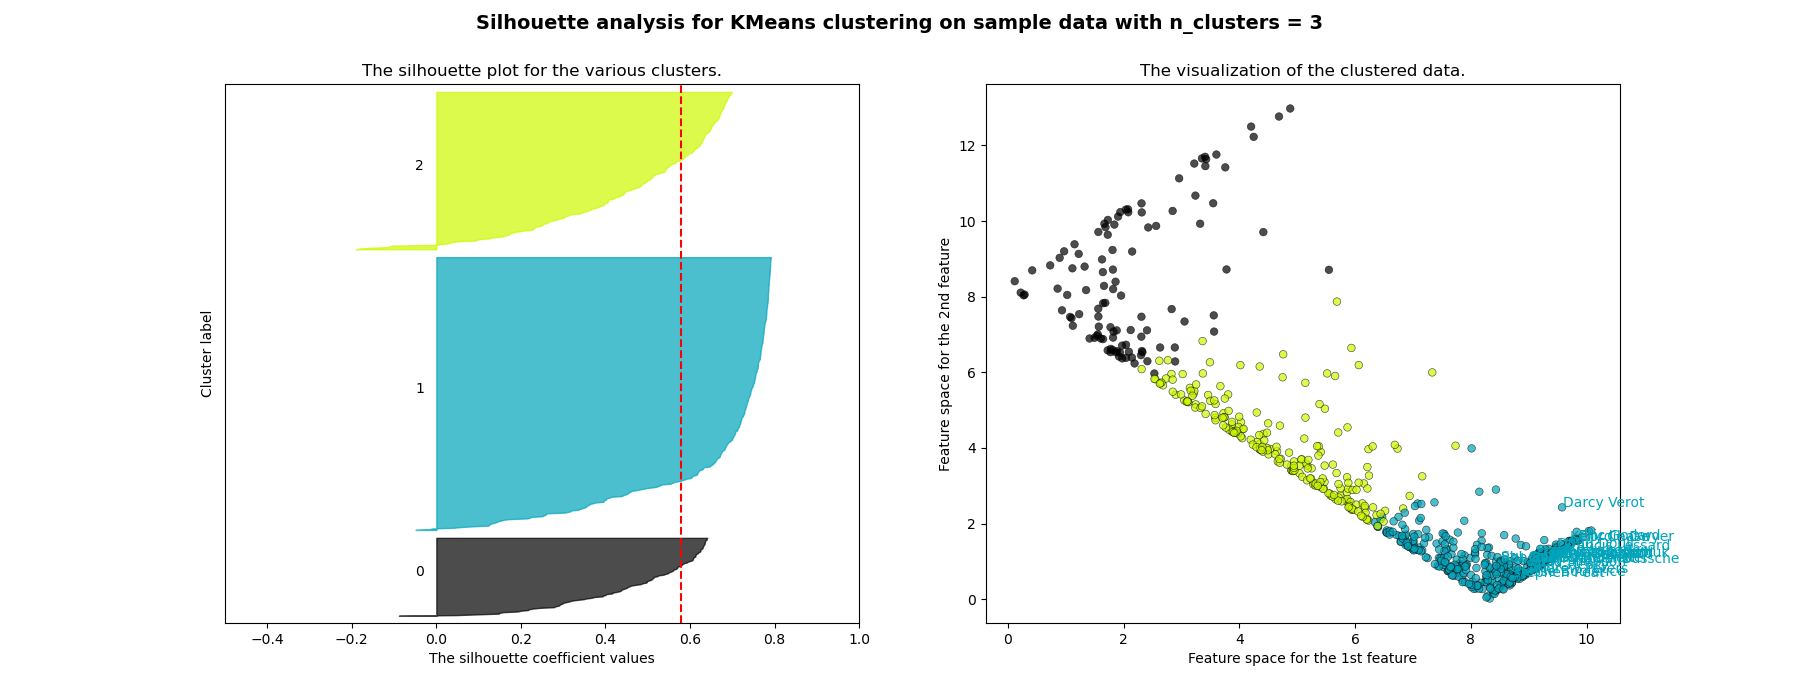 Silhouette analysis for KMeans clustering on sample data with n_clusters = 3
The silhouette plot for the various clusters.
2
1
0
Cluster label
−0.4 −0.2 0.0 0.2 0.4 0.6 0.8 1.0
The silhouette coefficient values
The visualization of the clustered data.
12
10
8
6
4
2
0
Feature space for the 2nd feature
Darcy Verot
0 2 4 6 8 10
Feature space for the 1st feature